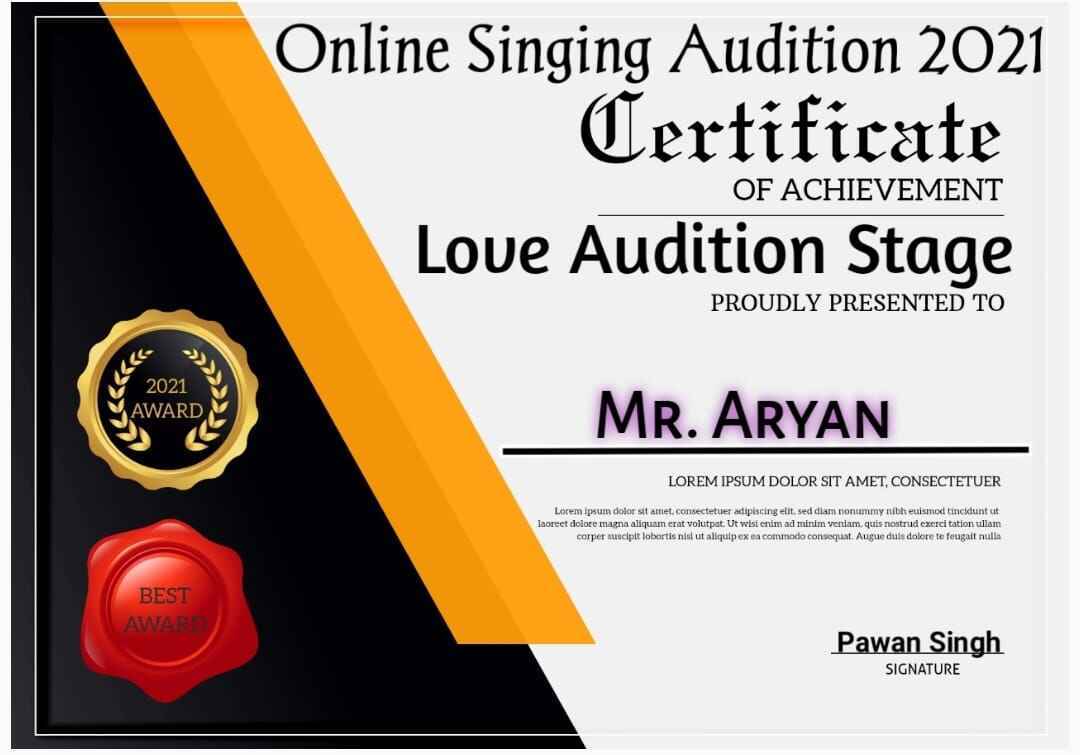 Online Singing Audition 2021
Certificate
OF ACHIEVEMENT
Love Audition Stage
PROUDLY PRESENTED TO
MR. ARYAN
LOREM IPSUM DOLOR SIT AMET, CONSECTETUER
Lorem ipsum dolor sit amet, consectetuer adipiscing elit, sed diam nonummy nibh euismod tincidunt ut
laoreet dolore magna aliquam erat volutpat. Ut wisi enim ad minim veniam, quis nostrud exerci tation ullam
corper suscipit lobortis nisl ut aliquip ex ea commodo consequat. Augue duis dolore te feugait nulla
2021
AWARD
BEST
AWARD
Pawan Singh
SIGNATURE